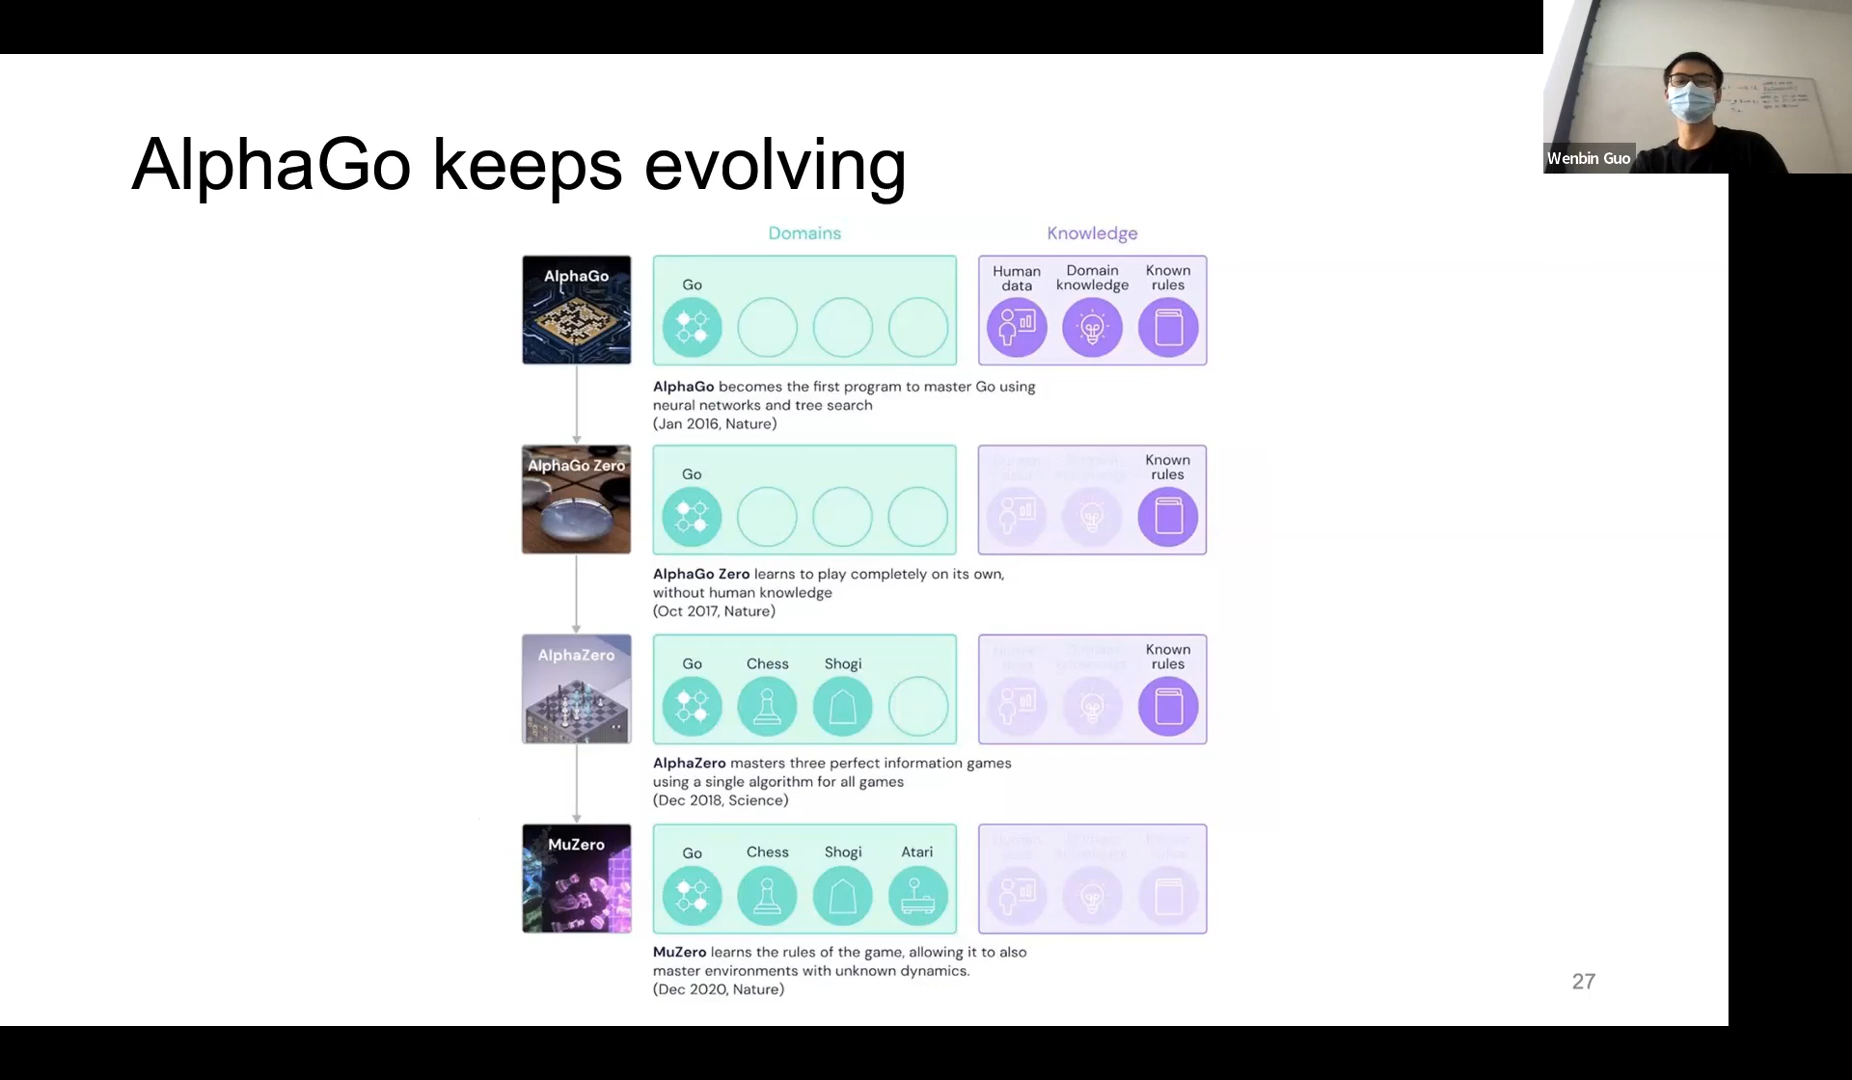 AlphaGo keeps evolving
Wenbin Guo
Domains
Knowledge
AlphaGo
Go
Human data
Domain knowledge
Known rules
AlphaGo becomes the first program to master Go using
neural networks and tree search
(Jan 2016, Nature)
AlphaGo Zero
Go
Known rules
AlphaGo Zero learns to play completely on its own,
without human knowledge
(Oct 2017, Nature)
AlphaZero
Go
Chess
Shogi
Known rules
AlphaZero masters three perfect information games
using a single algorithm for all games
(Dec 2018, Science)
MuZero
Go
Chess
Shogi
Atari
MuZero learns the rules of the game, allowing it to also
master environments with unknown dynamics.
(Dec 2020, Nature)
27